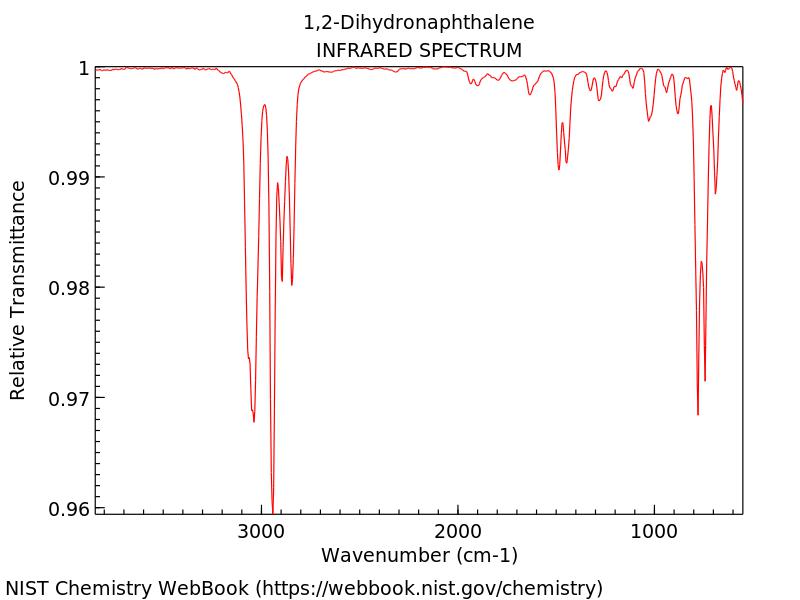 1,2-Dihydronaphthalene
INFRARED SPECTRUM
1
0.99
0.98
0.97
0.96
Relative Transmittance
3000 2000 1000
Wavenumber (cm-1)
NIST Chemistry WebBook (https://webbook.nist.gov/chemistry)